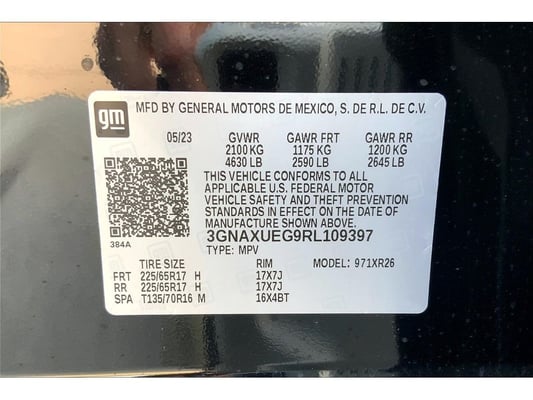 gm
MFD BY GENERAL MOTORS DE MEXICO, S. DE R.L. DE C.V.
05/23 GVWR GAWR FRT GAWR RR
2100 KG 1175 KG 1200 KG
4630 LB 2590 LB 2645 LB
THIS VEHICLE CONFORMS TO ALL
APPLICABLE U.S. FEDERAL MOTOR
VEHICLE SAFETY & THEFT PREVENTION
STANDARDS IN EFFECT ON THE DATE OF
MANUFACTURE SHOWN ABOVE.
384A 3GNAXUEG9RL109397
TYPE: MPV MODEL: 971XR26
TIRE SIZE RIM
FRT 225/65R17 H 17X7J
RR 225/65R17 H 17X7J
SPA T135/70R16 M 16X4BT